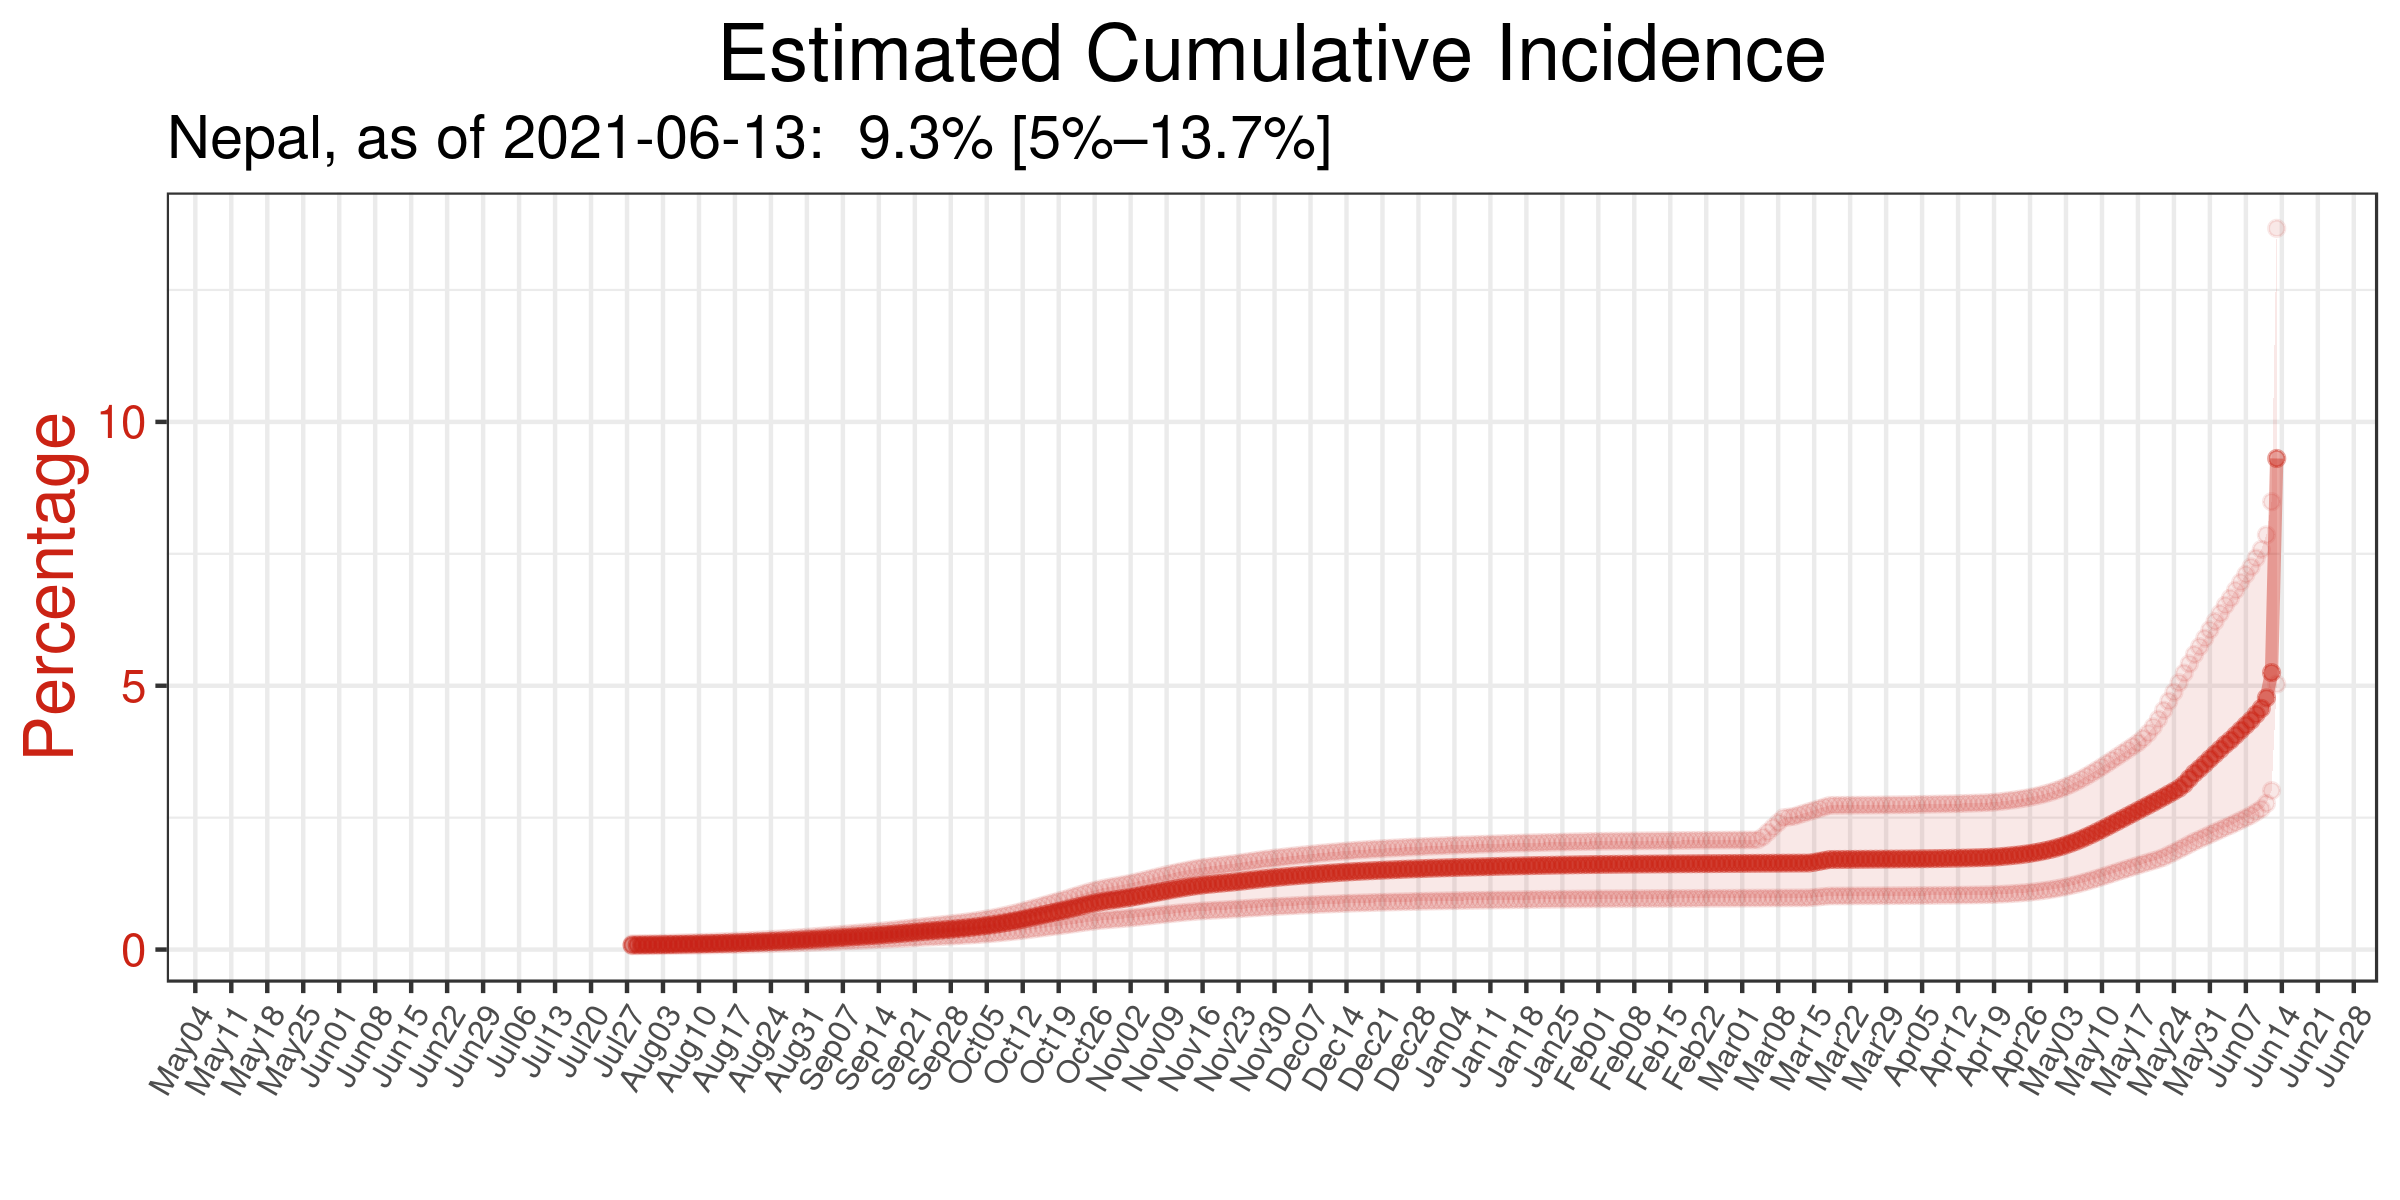 Estimated Cumulative Incidence
Nepal, as of 2021-06-13:  9.3% [5%–13.7%]
Percentage
10
5
0
May04
May11
May18
May25
Jun01
Jun08
Jun15
Jun22
Jun29
Jul06
Jul13
Jul20
Jul27
Aug03
Aug10
Aug17
Aug24
Aug31
Sep07
Sep14
Sep21
Sep28
Oct05
Oct12
Oct19
Oct26
Nov02
Nov09
Nov16
Nov23
Nov30
Dec07
Dec14
Dec21
Dec28
Jan04
Jan11
Jan18
Jan25
Feb01
Feb08
Feb15
Feb22
Mar01
Mar08
Mar15
Mar22
Mar29
Apr05
Apr12
Apr19
Apr26
May03
May10
May17
May24
May31
Jun07
Jun14
Jun21
Jun28